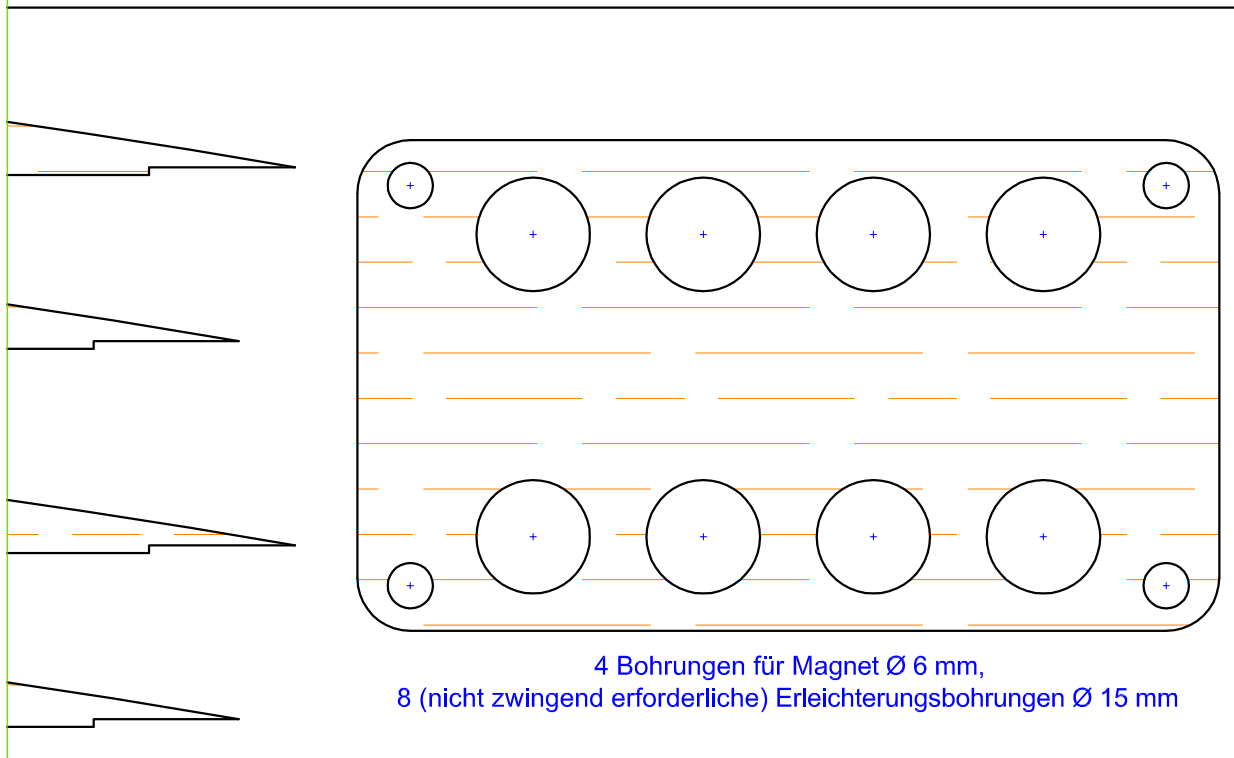 4 Bohrungen für Magnet Ø 6 mm,
8 (nicht zwingend erforderliche) Erleichterungsbohrungen Ø 15 mm